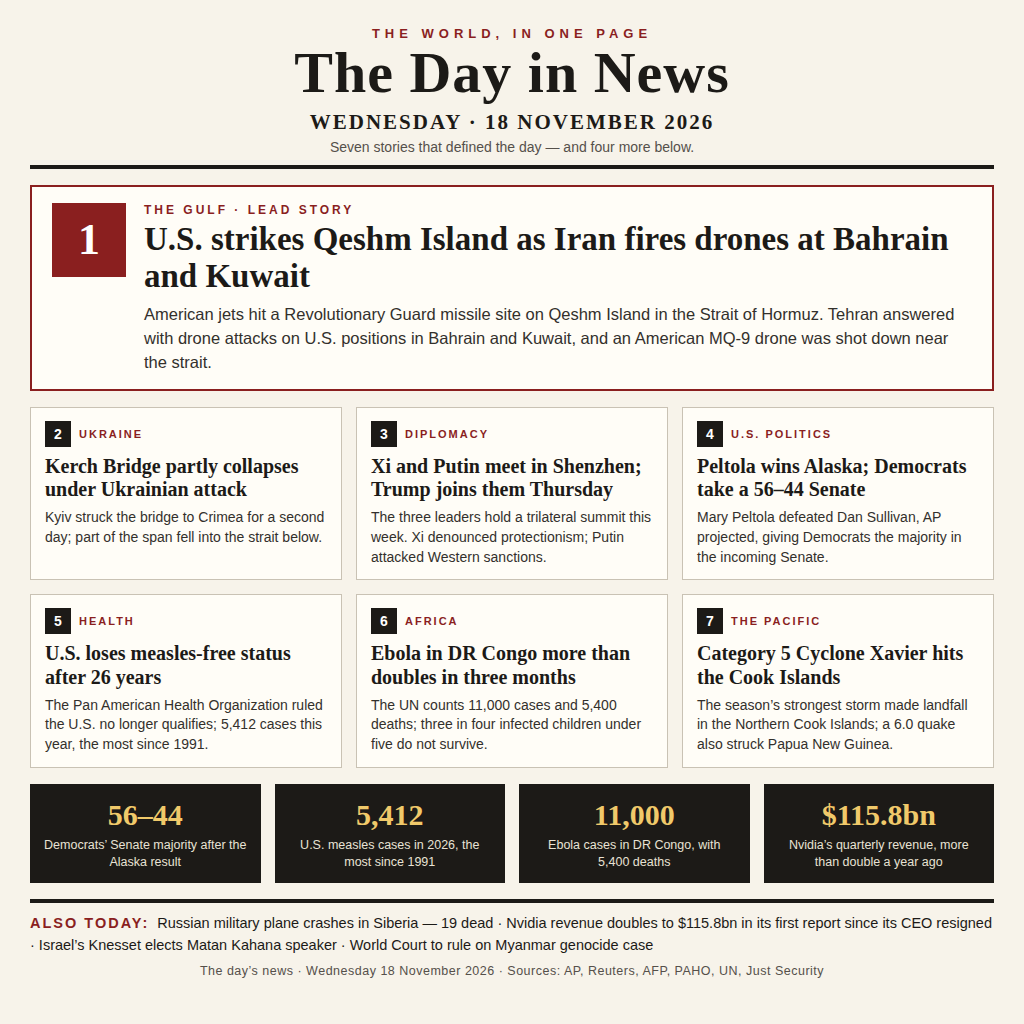 THE WORLD, IN ONE PAGE
The Day in News
WEDNESDAY · 18 NOVEMBER 2026
Seven stories that defined the day — and four more below.
1
THE GULF · LEAD STORY
U.S. strikes Qeshm Island as Iran fires drones at Bahrain
and Kuwait
American jets hit a Revolutionary Guard missile site on Qeshm Island in the Strait of Hormuz. Tehran answered
with drone attacks on U.S. positions in Bahrain and Kuwait, and an American MQ-9 drone was shot down near
the strait.
2 UKRAINE
Kerch Bridge partly collapses
under Ukrainian attack
Kyiv struck the bridge to Crimea for a second
day; part of the span fell into the strait below.
3 DIPLOMACY
Xi and Putin meet in Shenzhen;
Trump joins them Thursday
The three leaders hold a trilateral summit this
week. Xi denounced protectionism; Putin
attacked Western sanctions.
4 U.S. POLITICS
Peltola wins Alaska; Democrats
take a 56–44 Senate
Mary Peltola defeated Dan Sullivan, AP
projected, giving Democrats the majority in
the incoming Senate.
5 HEALTH
U.S. loses measles-free status
after 26 years
The Pan American Health Organization ruled
the U.S. no longer qualifies; 5,412 cases this
year, the most since 1991.
6 AFRICA
Ebola in DR Congo more than
doubles in three months
The UN counts 11,000 cases and 5,400
deaths; three in four infected children under
five do not survive.
7 THE PACIFIC
Category 5 Cyclone Xavier hits
the Cook Islands
The season’s strongest storm made landfall
in the Northern Cook Islands; a 6.0 quake
also struck Papua New Guinea.
56–44
Democrats’ Senate majority after the
Alaska result
5,412
U.S. measles cases in 2026, the
most since 1991
11,000
Ebola cases in DR Congo, with
5,400 deaths
$115.8bn
Nvidia’s quarterly revenue, more
than double a year ago
ALSO TODAY: Russian military plane crashes in Siberia — 19 dead · Nvidia revenue doubles to $115.8bn in its first report since its CEO resigned
· Israel’s Knesset elects Matan Kahana speaker · World Court to rule on Myanmar genocide case
The day’s news · Wednesday 18 November 2026 · Sources: AP, Reuters, AFP, PAHO, UN, Just Security